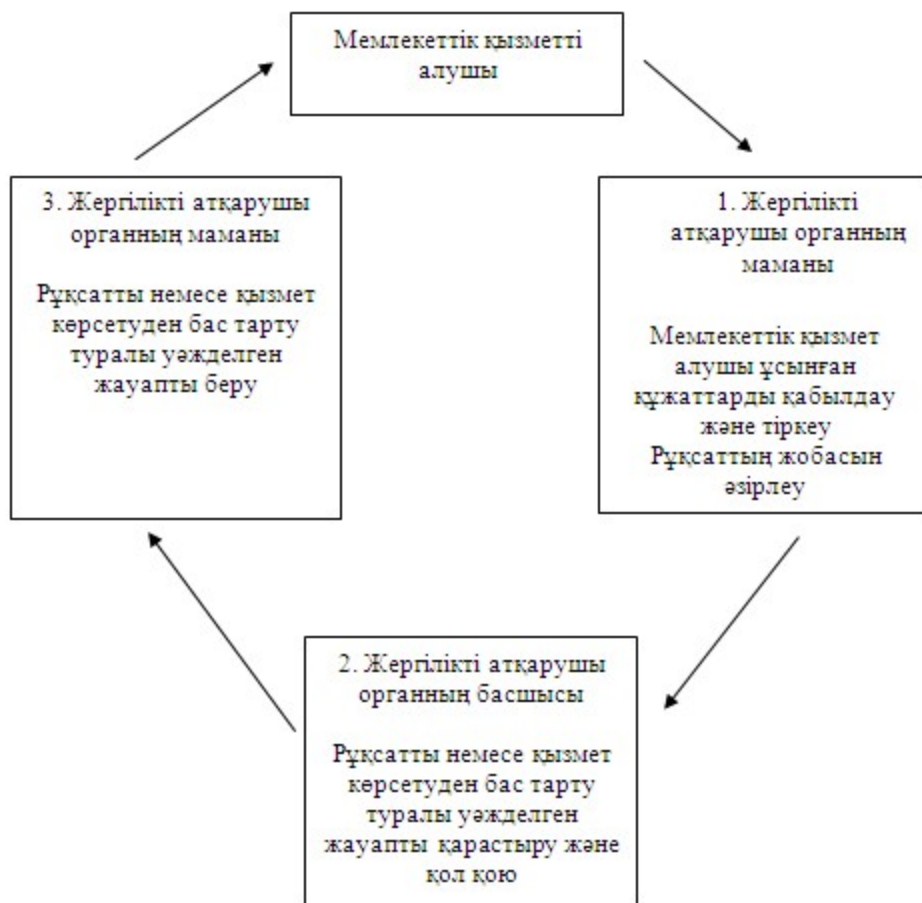 Мемлекеттік қызметті
алушы
3. Жергілікті атқарушы
органның маманы
Рұқсатты немесе қызмет
көрсетуден бас тарту
туралы уәжделген
жауапты беру
1. Жергілікті
атқарушы органның
маманы
Мемлекеттік қызмет
алушы ұсынған
құжаттарды қабылдау
және тіркеу
Рұқсаттың жобасын
әзірлеу
2. Жергілікті атқарушы
органның басшысы
Рұқсатты немесе қызмет
көрсетуден бас тарту
туралы уәжделген
жауапты қарастыру және
қол қою